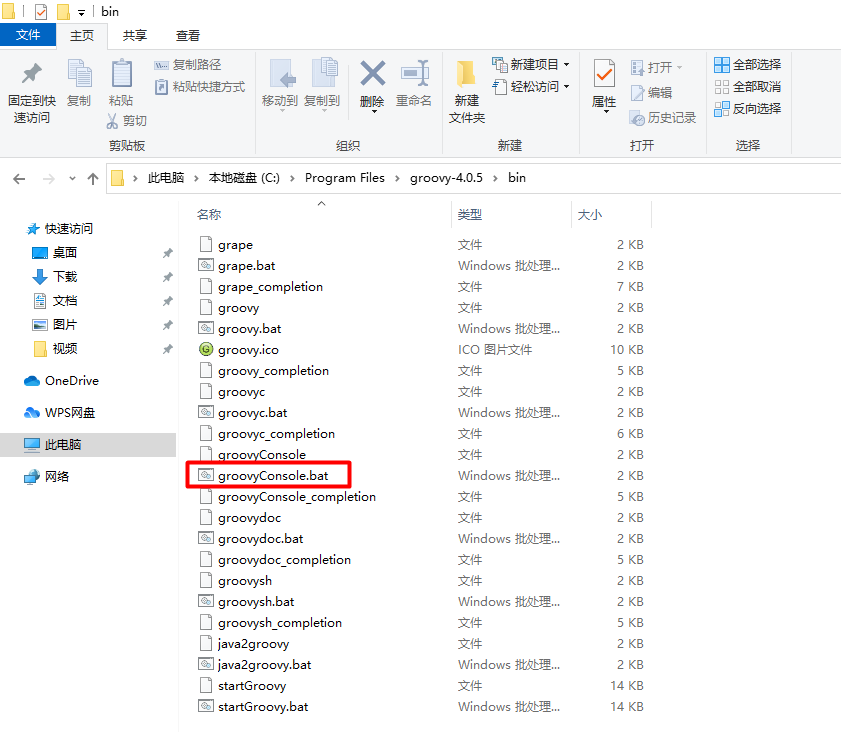 bin
文件 主页 共享 查看
固定到快速访问 复制 粘贴 复制路径 粘贴快捷方式 剪切
移动到 复制到 删除 重命名
新建文件夹 新建项目 轻松访问
属性 打开 编辑 历史记录
全部选择 全部取消 反向选择
剪贴板 组织 新建 打开 选择
此电脑 › 本地磁盘 (C:) › Program Files › groovy-4.0.5 › bin
快速访问
桌面
下载
文档
图片
视频
OneDrive
WPS网盘
此电脑
网络
名称 类型 大小
grape 文件 2 KB
grape.bat Windows 批处理... 2 KB
grape_completion 文件 7 KB
groovy 文件 2 KB
groovy.bat Windows 批处理... 2 KB
groovy.ico ICO 图片文件 10 KB
groovy_completion 文件 5 KB
groovyc 文件 2 KB
groovyc.bat Windows 批处理... 2 KB
groovyc_completion 文件 6 KB
groovyConsole 文件 2 KB
groovyConsole.bat Windows 批处理... 2 KB
groovyConsole_completion 文件 5 KB
groovydoc 文件 2 KB
groovydoc.bat Windows 批处理... 2 KB
groovydoc_completion 文件 5 KB
groovysh 文件 2 KB
groovysh.bat Windows 批处理... 2 KB
groovysh_completion 文件 5 KB
java2groovy 文件 2 KB
java2groovy.bat Windows 批处理... 2 KB
startGroovy 文件 14 KB
startGroovy.bat Windows 批处理... 14 KB